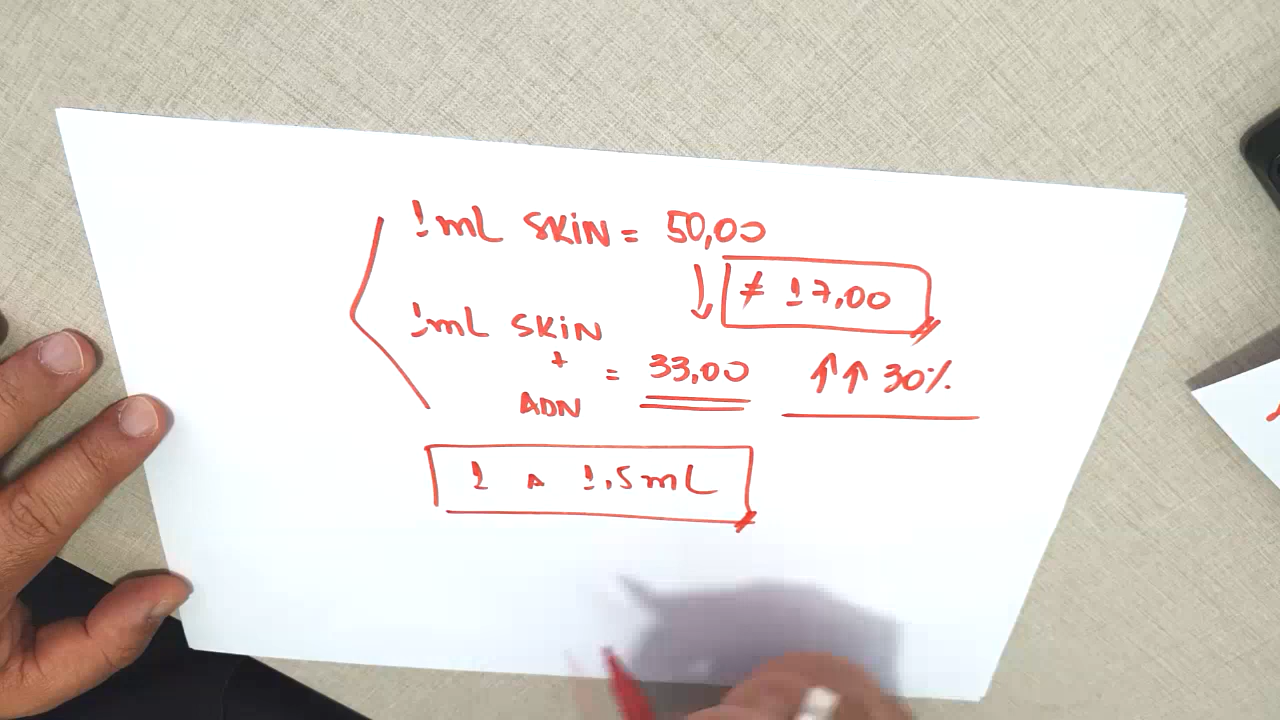 1mL SKiN = 50,00
≠ 17,00
1mL SKiN
+
= 33,00 ↑↑ 30%
ADN
1 A 1,5mL